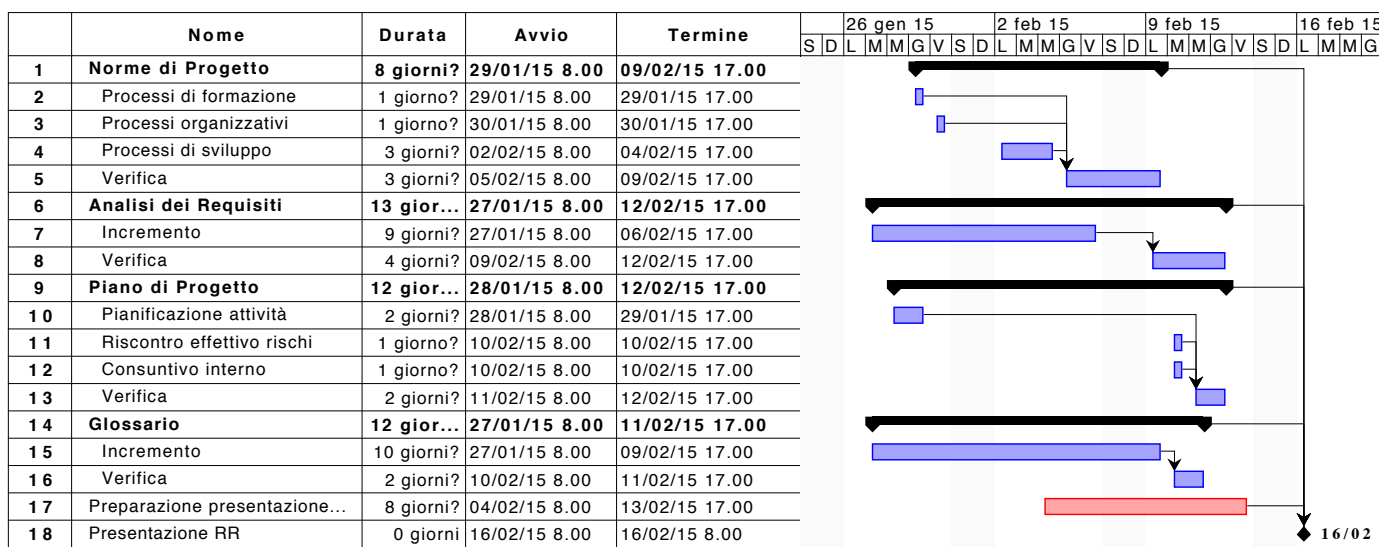 Nome Durata Avvio Termine 26 gen 15 2 feb 15 9 feb 15 16 feb 15
S D L M M G V S D L M M G V S D L M M G V S D L M M G
1 Norme di Progetto 8 giorni? 29/01/15 8.00 09/02/15 17.00
2 Processi di formazione 1 giorno? 29/01/15 8.00 29/01/15 17.00
3 Processi organizzativi 1 giorno? 30/01/15 8.00 30/01/15 17.00
4 Processi di sviluppo 3 giorni? 02/02/15 8.00 04/02/15 17.00
5 Verifica 3 giorni? 05/02/15 8.00 09/02/15 17.00
6 Analisi dei Requisiti 13 gior... 27/01/15 8.00 12/02/15 17.00
7 Incremento 9 giorni? 27/01/15 8.00 06/02/15 17.00
8 Verifica 4 giorni? 09/02/15 8.00 12/02/15 17.00
9 Piano di Progetto 12 gior... 28/01/15 8.00 12/02/15 17.00
10 Pianificazione attività 2 giorni? 28/01/15 8.00 29/01/15 17.00
11 Riscontro effettivo rischi 1 giorno? 10/02/15 8.00 10/02/15 17.00
12 Consuntivo interno 1 giorno? 10/02/15 8.00 10/02/15 17.00
13 Verifica 2 giorni? 11/02/15 8.00 12/02/15 17.00
14 Glossario 12 gior... 27/01/15 8.00 11/02/15 17.00
15 Incremento 10 giorni? 27/01/15 8.00 09/02/15 17.00
16 Verifica 2 giorni? 10/02/15 8.00 11/02/15 17.00
17 Preparazione presentazione... 8 giorni? 04/02/15 8.00 13/02/15 17.00
18 Presentazione RR 0 giorni 16/02/15 8.00 16/02/15 8.00 16/02